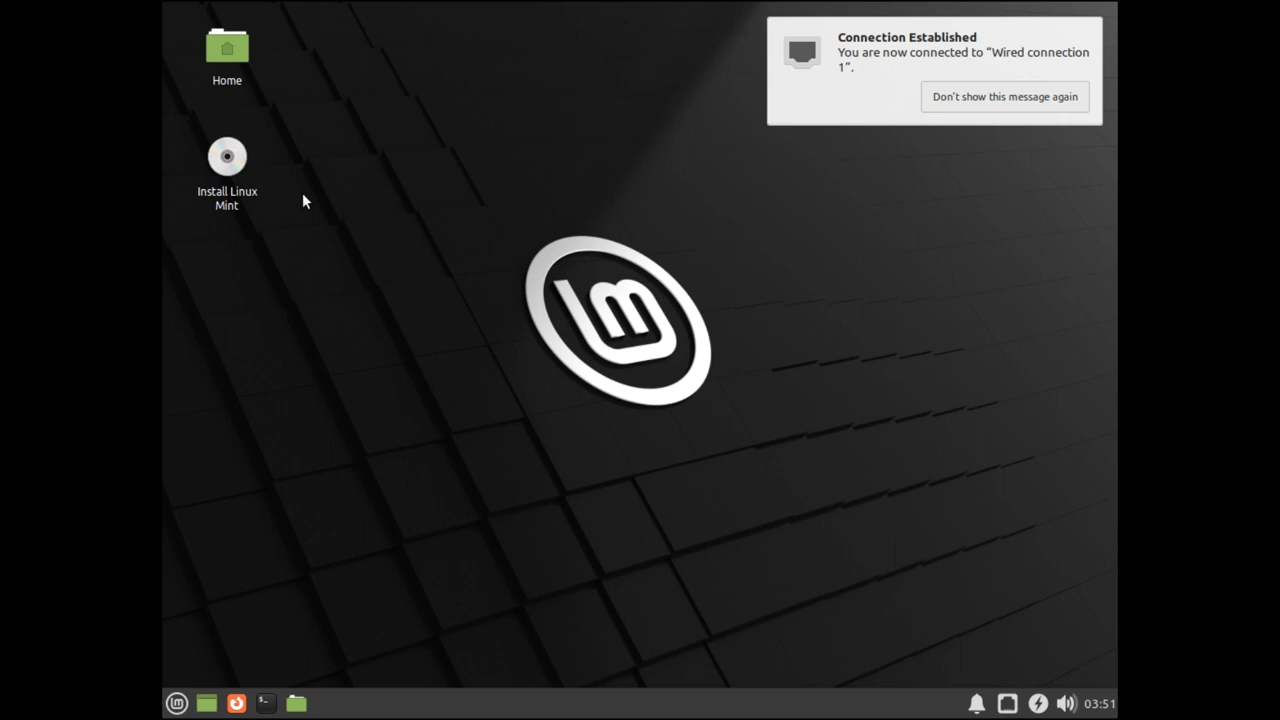 Home
Install Linux
Mint
Connection Established
You are now connected to “Wired connection
1”.
Don't show this message again
03:51